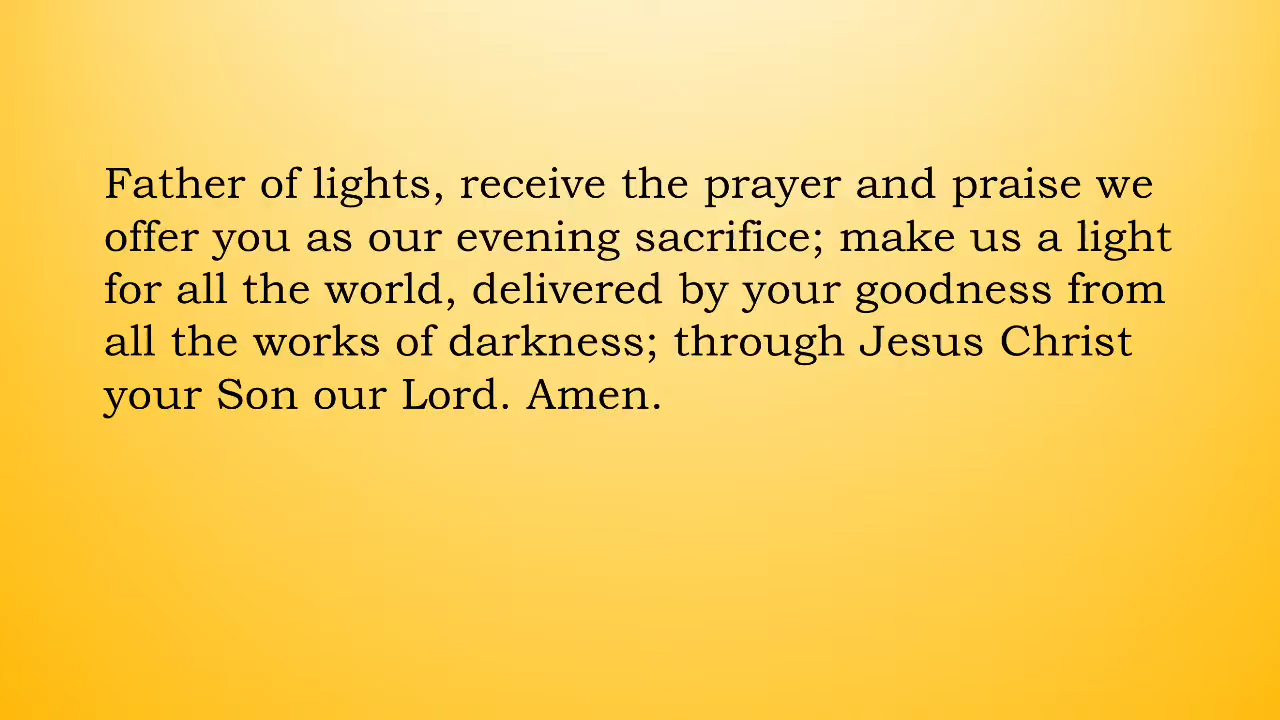 Father of lights, receive the prayer and praise we
offer you as our evening sacrifice; make us a light
for all the world, delivered by your goodness from
all the works of darkness; through Jesus Christ
your Son our Lord. Amen.